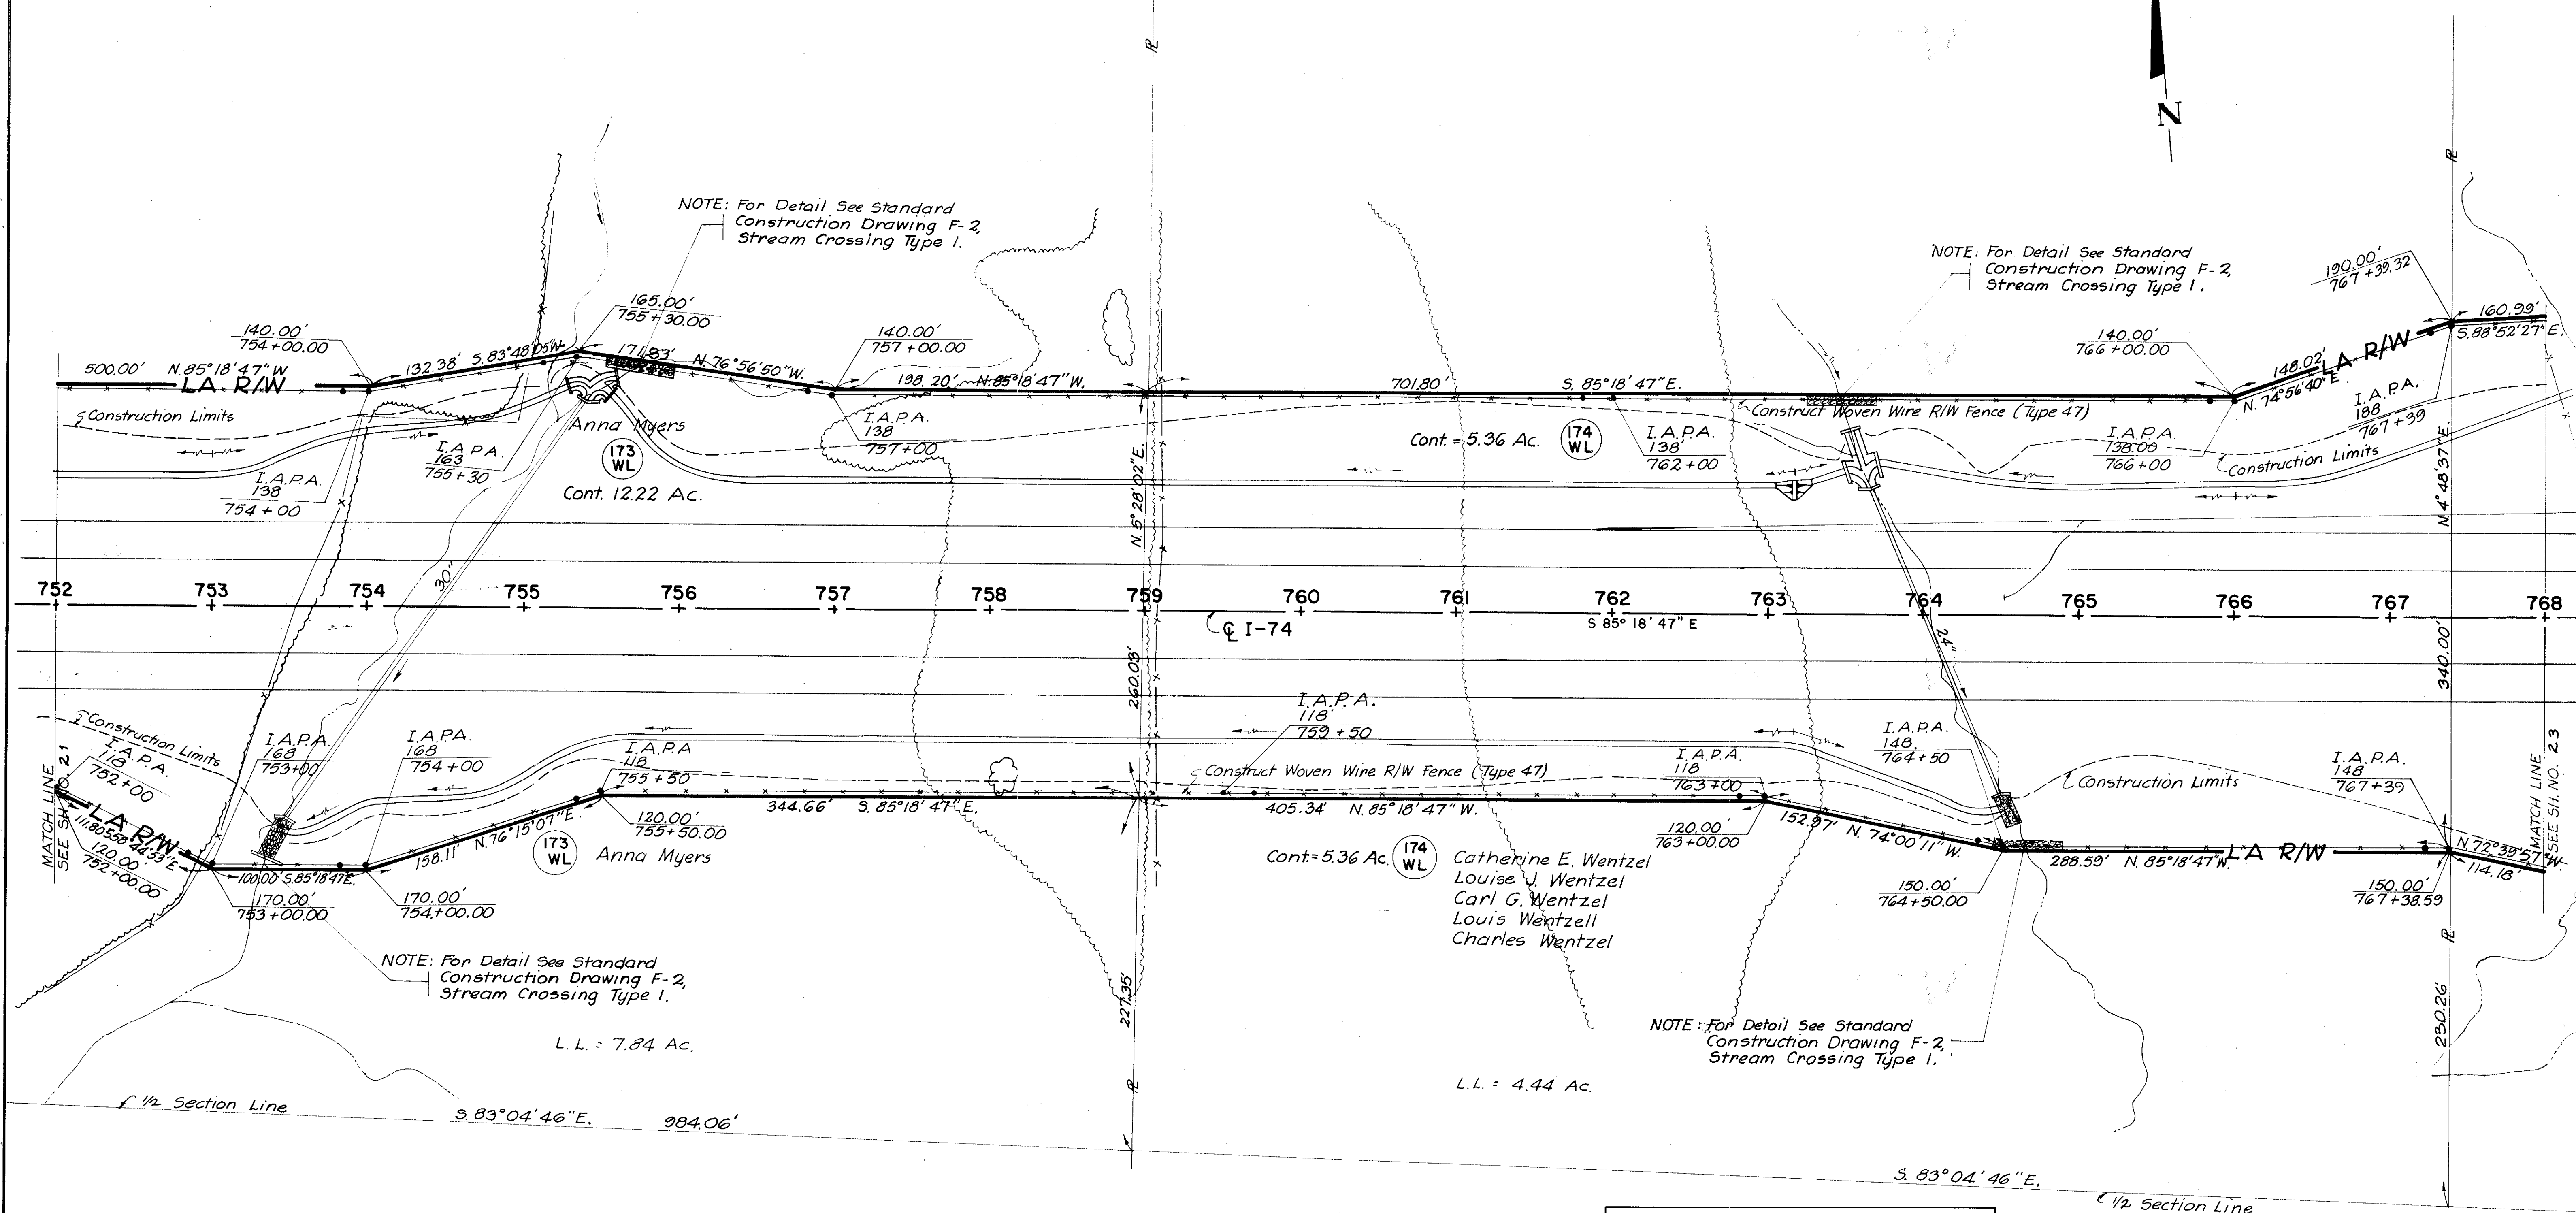 N
NOTE: For Detail See Standard
Construction Drawing F-2,
Stream Crossing Type 1.
NOTE: For Detail See Standard
Construction Drawing F-2,
Stream Crossing Type 1.
190.00'
767+39.32
165.00'
755+30.00
140.00'
754+00.00
140.00'
757+00.00
140.00'
766+00.00
160.99'
S.88°52'27"E.
500.00' N.85°18'47"W
LA R/W
132.38' S.83°48'05"W
171.83' N.76°56'50"W.
198.20' N.85°18'47"W.
701.80' S. 85°18'47"E.
148.02' LA R/W
N.74°56'40"E.
Construction Limits
Anna Myers
173
WL
Cont. 12.22 Ac.
I.A.P.A.
138
754+00
I.A.P.A.
163
755+30
I.A.P.A.
138
757+00
Construct Woven Wire R/W Fence (Type 47)
Cont.=5.36 Ac.
174
WL
I.A.P.A.
138'
762+00
I.A.P.A.
138.00
766+00
I.A.P.A.
188
767+39
Construction Limits
N.5°28'02"E.
N.4°48'37"E.
30"
752 753 754 755 756 757 758 759 760 761 762 763 764 765 766 767 768
℄ I-74
S 85°18'47" E
24"
260.03'
340.00'
Construction Limits
I.A.P.A.
118
752+00
I.A.P.A.
168
753+00
I.A.P.A.
168
754+00
I.A.P.A.
118
755+50
I.A.P.A.
118'
759+50
I.A.P.A.
118
763+00
I.A.P.A.
148.
764+50
I.A.P.A.
148
767+39
Construct Woven Wire R/W Fence (Type 47)
Construction Limits
MATCH LINE
SEE SH. NO. 21
MATCH LINE
SEE SH. NO. 23
LA R/W
111.80' S58°44'53"E
120.00'
752+00.00
100.00' S.85°18'47E.
158.11' N.76°15'07"E.
344.66' S.85°18'47"E.
405.34' N.85°18'47"W.
152.97' N.74°00'11"W.
288.59' N.85°18'47"W.
LA R/W
N.72°39'57"W.
114.18'
170.00'
753+00.00
170.00'
754+00.00
120.00'
755+50.00
120.00'
763+00.00
150.00'
764+50.00
150.00'
767+38.59
173
WL
Anna Myers
Cont=5.36 Ac.
174
WL
Catherine E. Wentzel
Louise J. Wentzel
Carl G. Wentzel
Louis Wentzell
Charles Wentzel
NOTE: For Detail See Standard
Construction Drawing F-2,
Stream Crossing Type 1.
NOTE: For Detail See Standard
Construction Drawing F-2,
Stream Crossing Type 1.
227.35'
230.26'
L.L. = 7.84 Ac.
L.L. = 4.44 Ac.
1/2 Section Line
S.83°04'46"E. 984.06'
S. 83°04'46"E.
1/2 Section Line